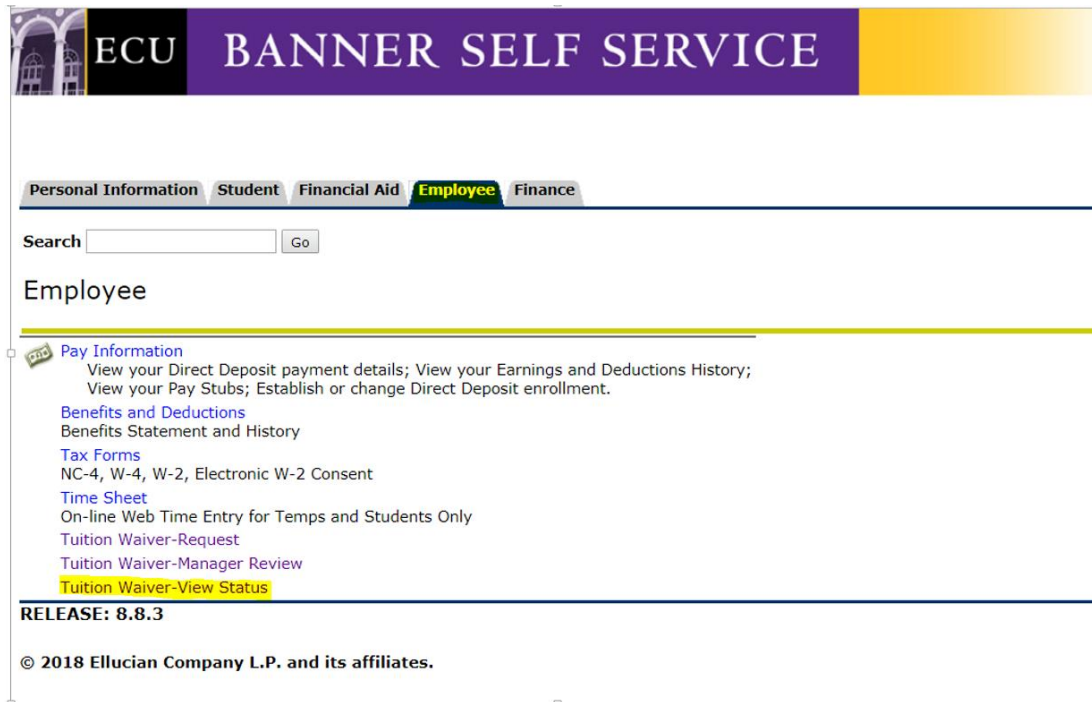 ECU BANNER SELF SERVICE
Personal Information Student Financial Aid Employee Finance
Search Go
Employee
Pay Information
View your Direct Deposit payment details; View your Earnings and Deductions History;
View your Pay Stubs; Establish or change Direct Deposit enrollment.
Benefits and Deductions
Benefits Statement and History
Tax Forms
NC-4, W-4, W-2, Electronic W-2 Consent
Time Sheet
On-line Web Time Entry for Temps and Students Only
Tuition Waiver-Request
Tuition Waiver-Manager Review
Tuition Waiver-View Status
RELEASE: 8.8.3
© 2018 Ellucian Company L.P. and its affiliates.